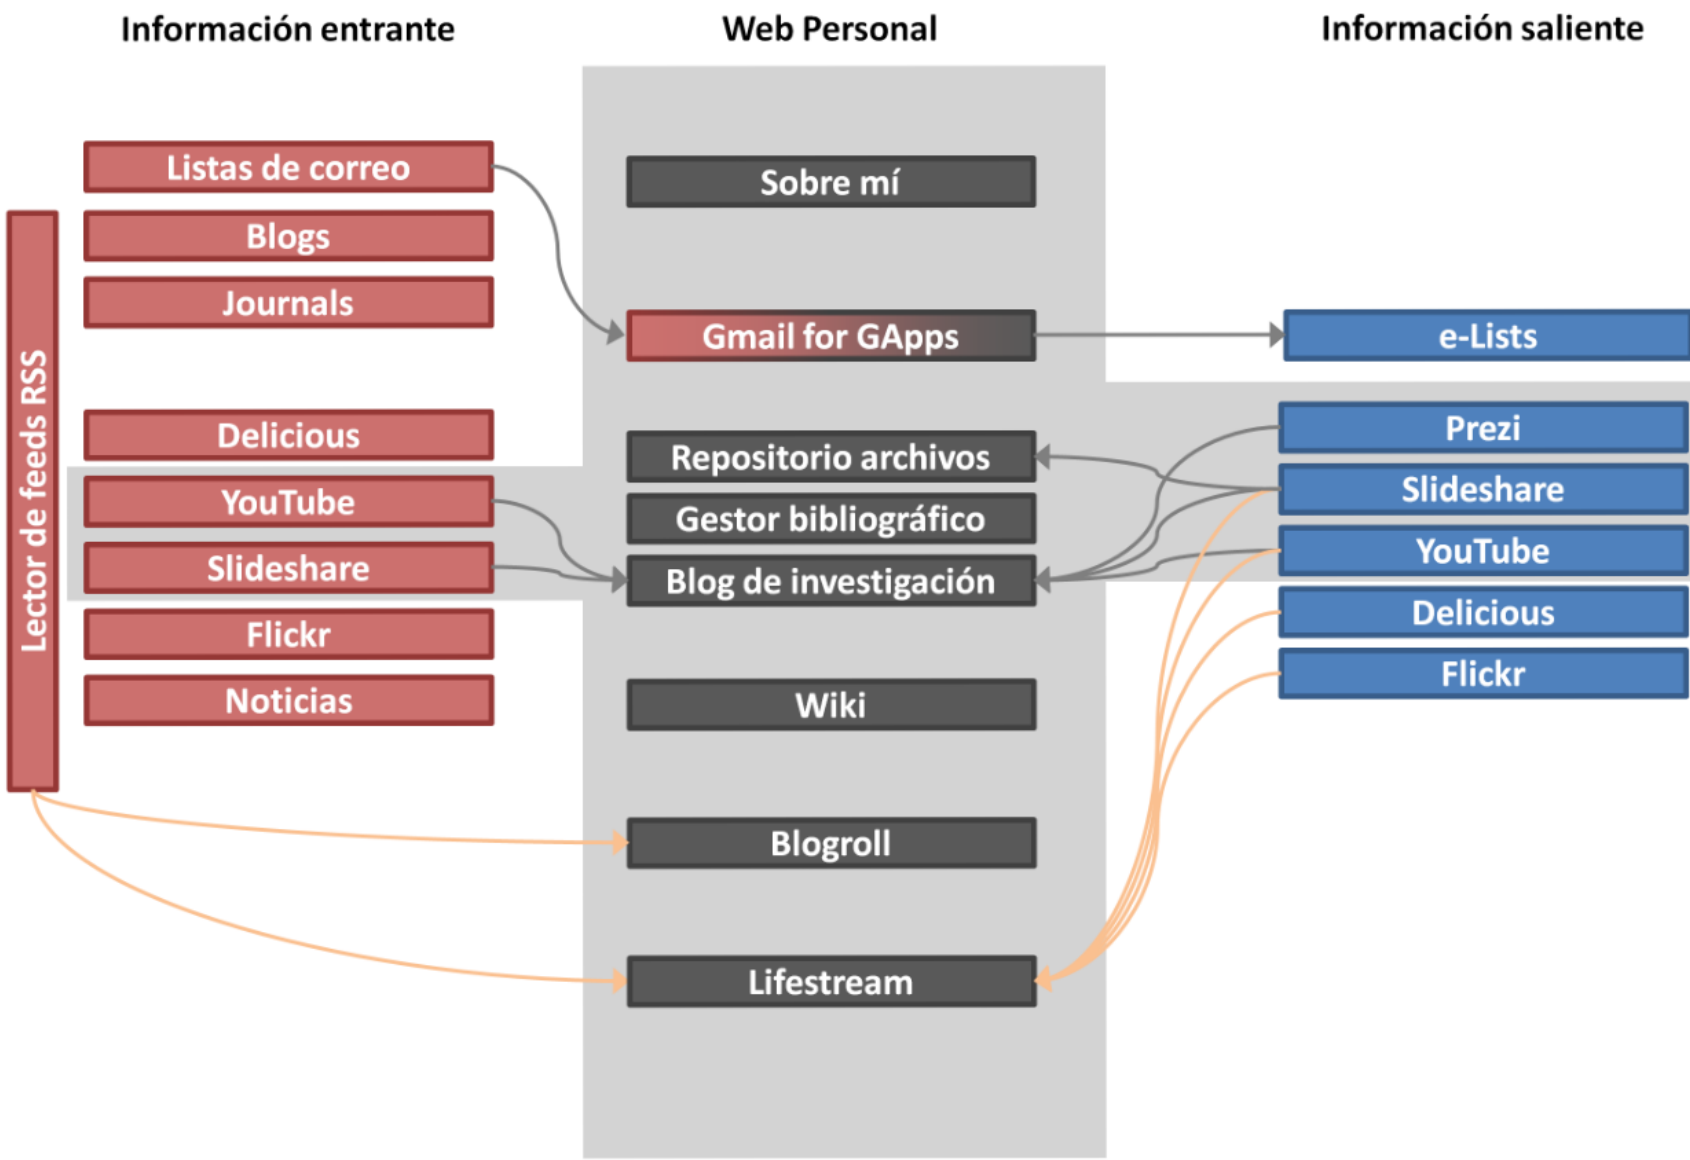 Información entrante
Web Personal
Información saliente
Lector de feeds RSS
Listas de correo
Blogs
Journals
Delicious
YouTube
Slideshare
Flickr
Noticias
Sobre mí
Gmail for GApps
Repositorio archivos
Gestor bibliográfico
Blog de investigación
Wiki
Blogroll
Lifestream
e-Lists
Prezi
Slideshare
YouTube
Delicious
Flickr